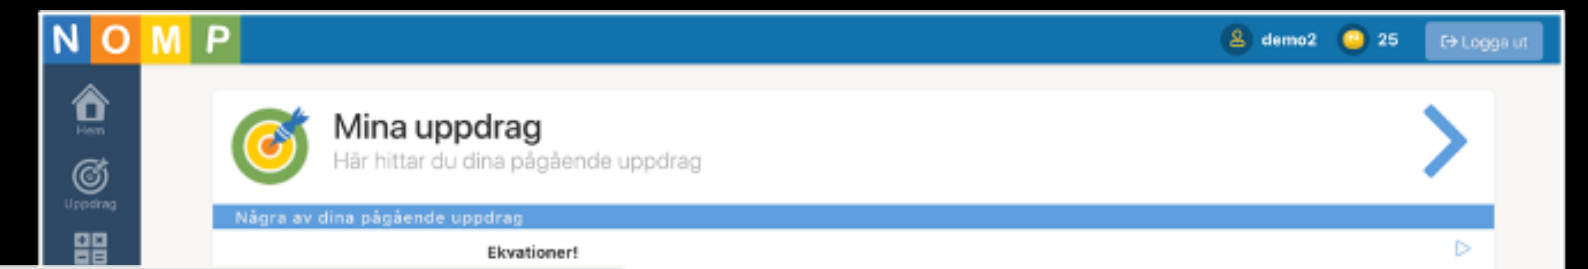 NOMP
demo2 25 Logga ut
Hem
Mina uppdrag
Här hittar du dina pågående uppdrag
Uppdrag
Några av dina pågående uppdrag
Ekvationer!